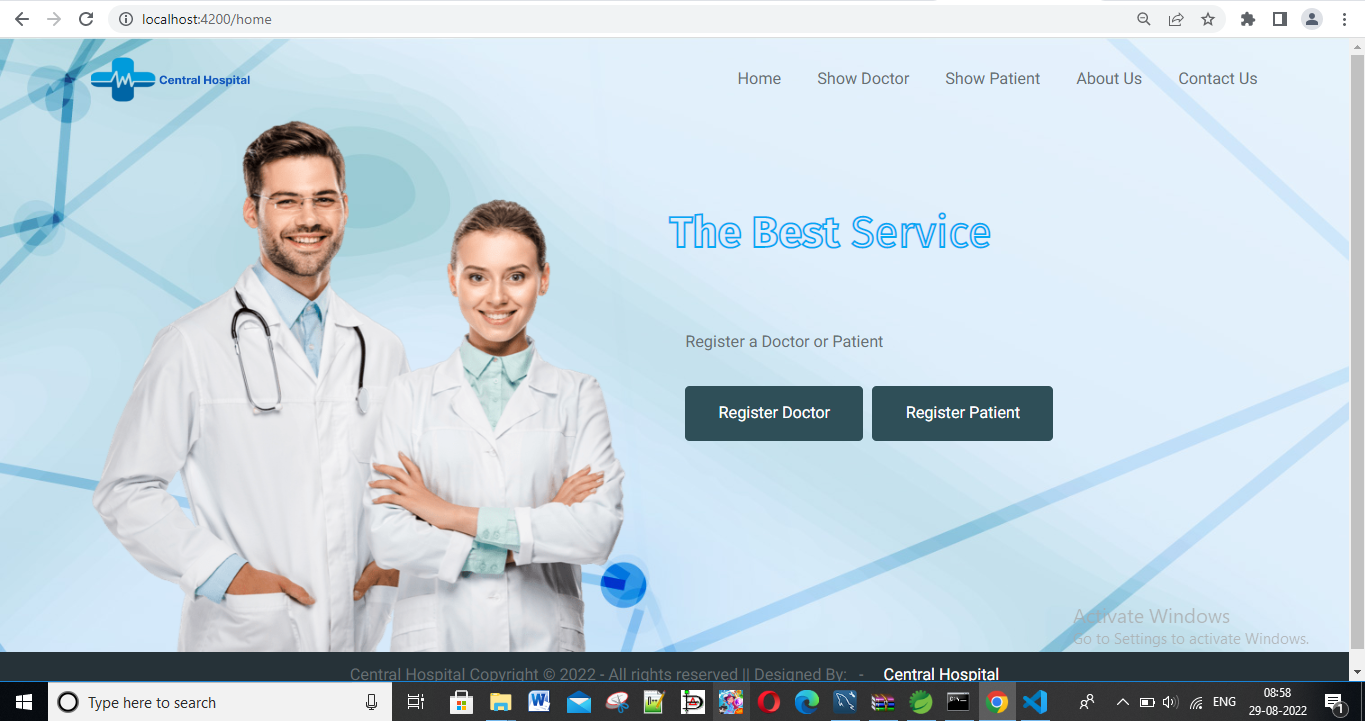 localhost:4200/home
Central Hospital
Home Show Doctor Show Patient About Us Contact Us
The Best Service
Register a Doctor or Patient
Register Doctor Register Patient
Activate Windows
Go to Settings to activate Windows.
Central Hospital Copyright © 2022 - All rights reserved || Designed By: - Central Hospital
Type here to search
ENG
08:58
29-08-2022
1